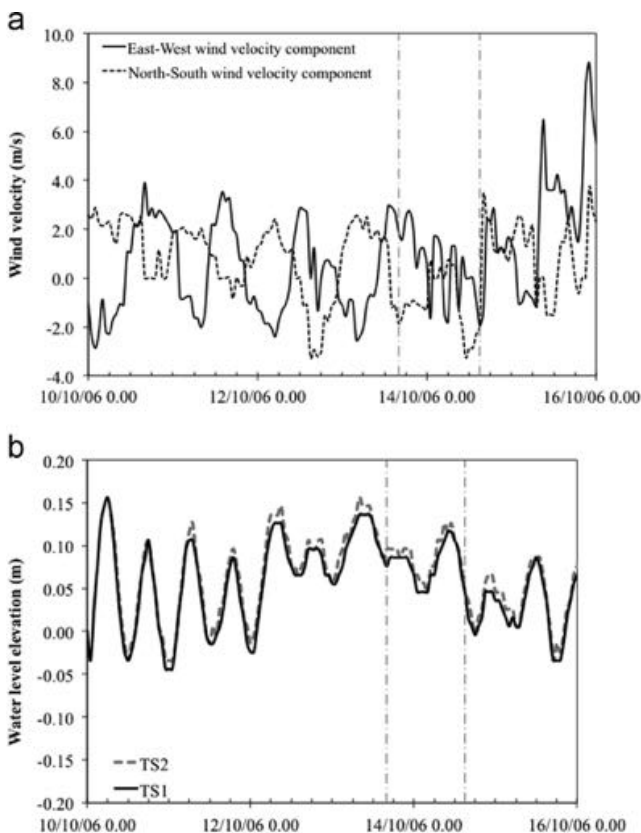 a
10.0
East-West wind velocity component
North-South wind velocity component
8.0
6.0
4.0
2.0
0.0
-2.0
-4.0
Wind velocity (m/s)
10/10/06 0.00 12/10/06 0.00 14/10/06 0.00 16/10/06 0.00
b
0.20
0.15
0.10
0.05
0.00
-0.05
-0.10
-0.15
-0.20
Water level elevation (m)
TS2
TS1
10/10/06 0.00 12/10/06 0.00 14/10/06 0.00 16/10/06 0.00